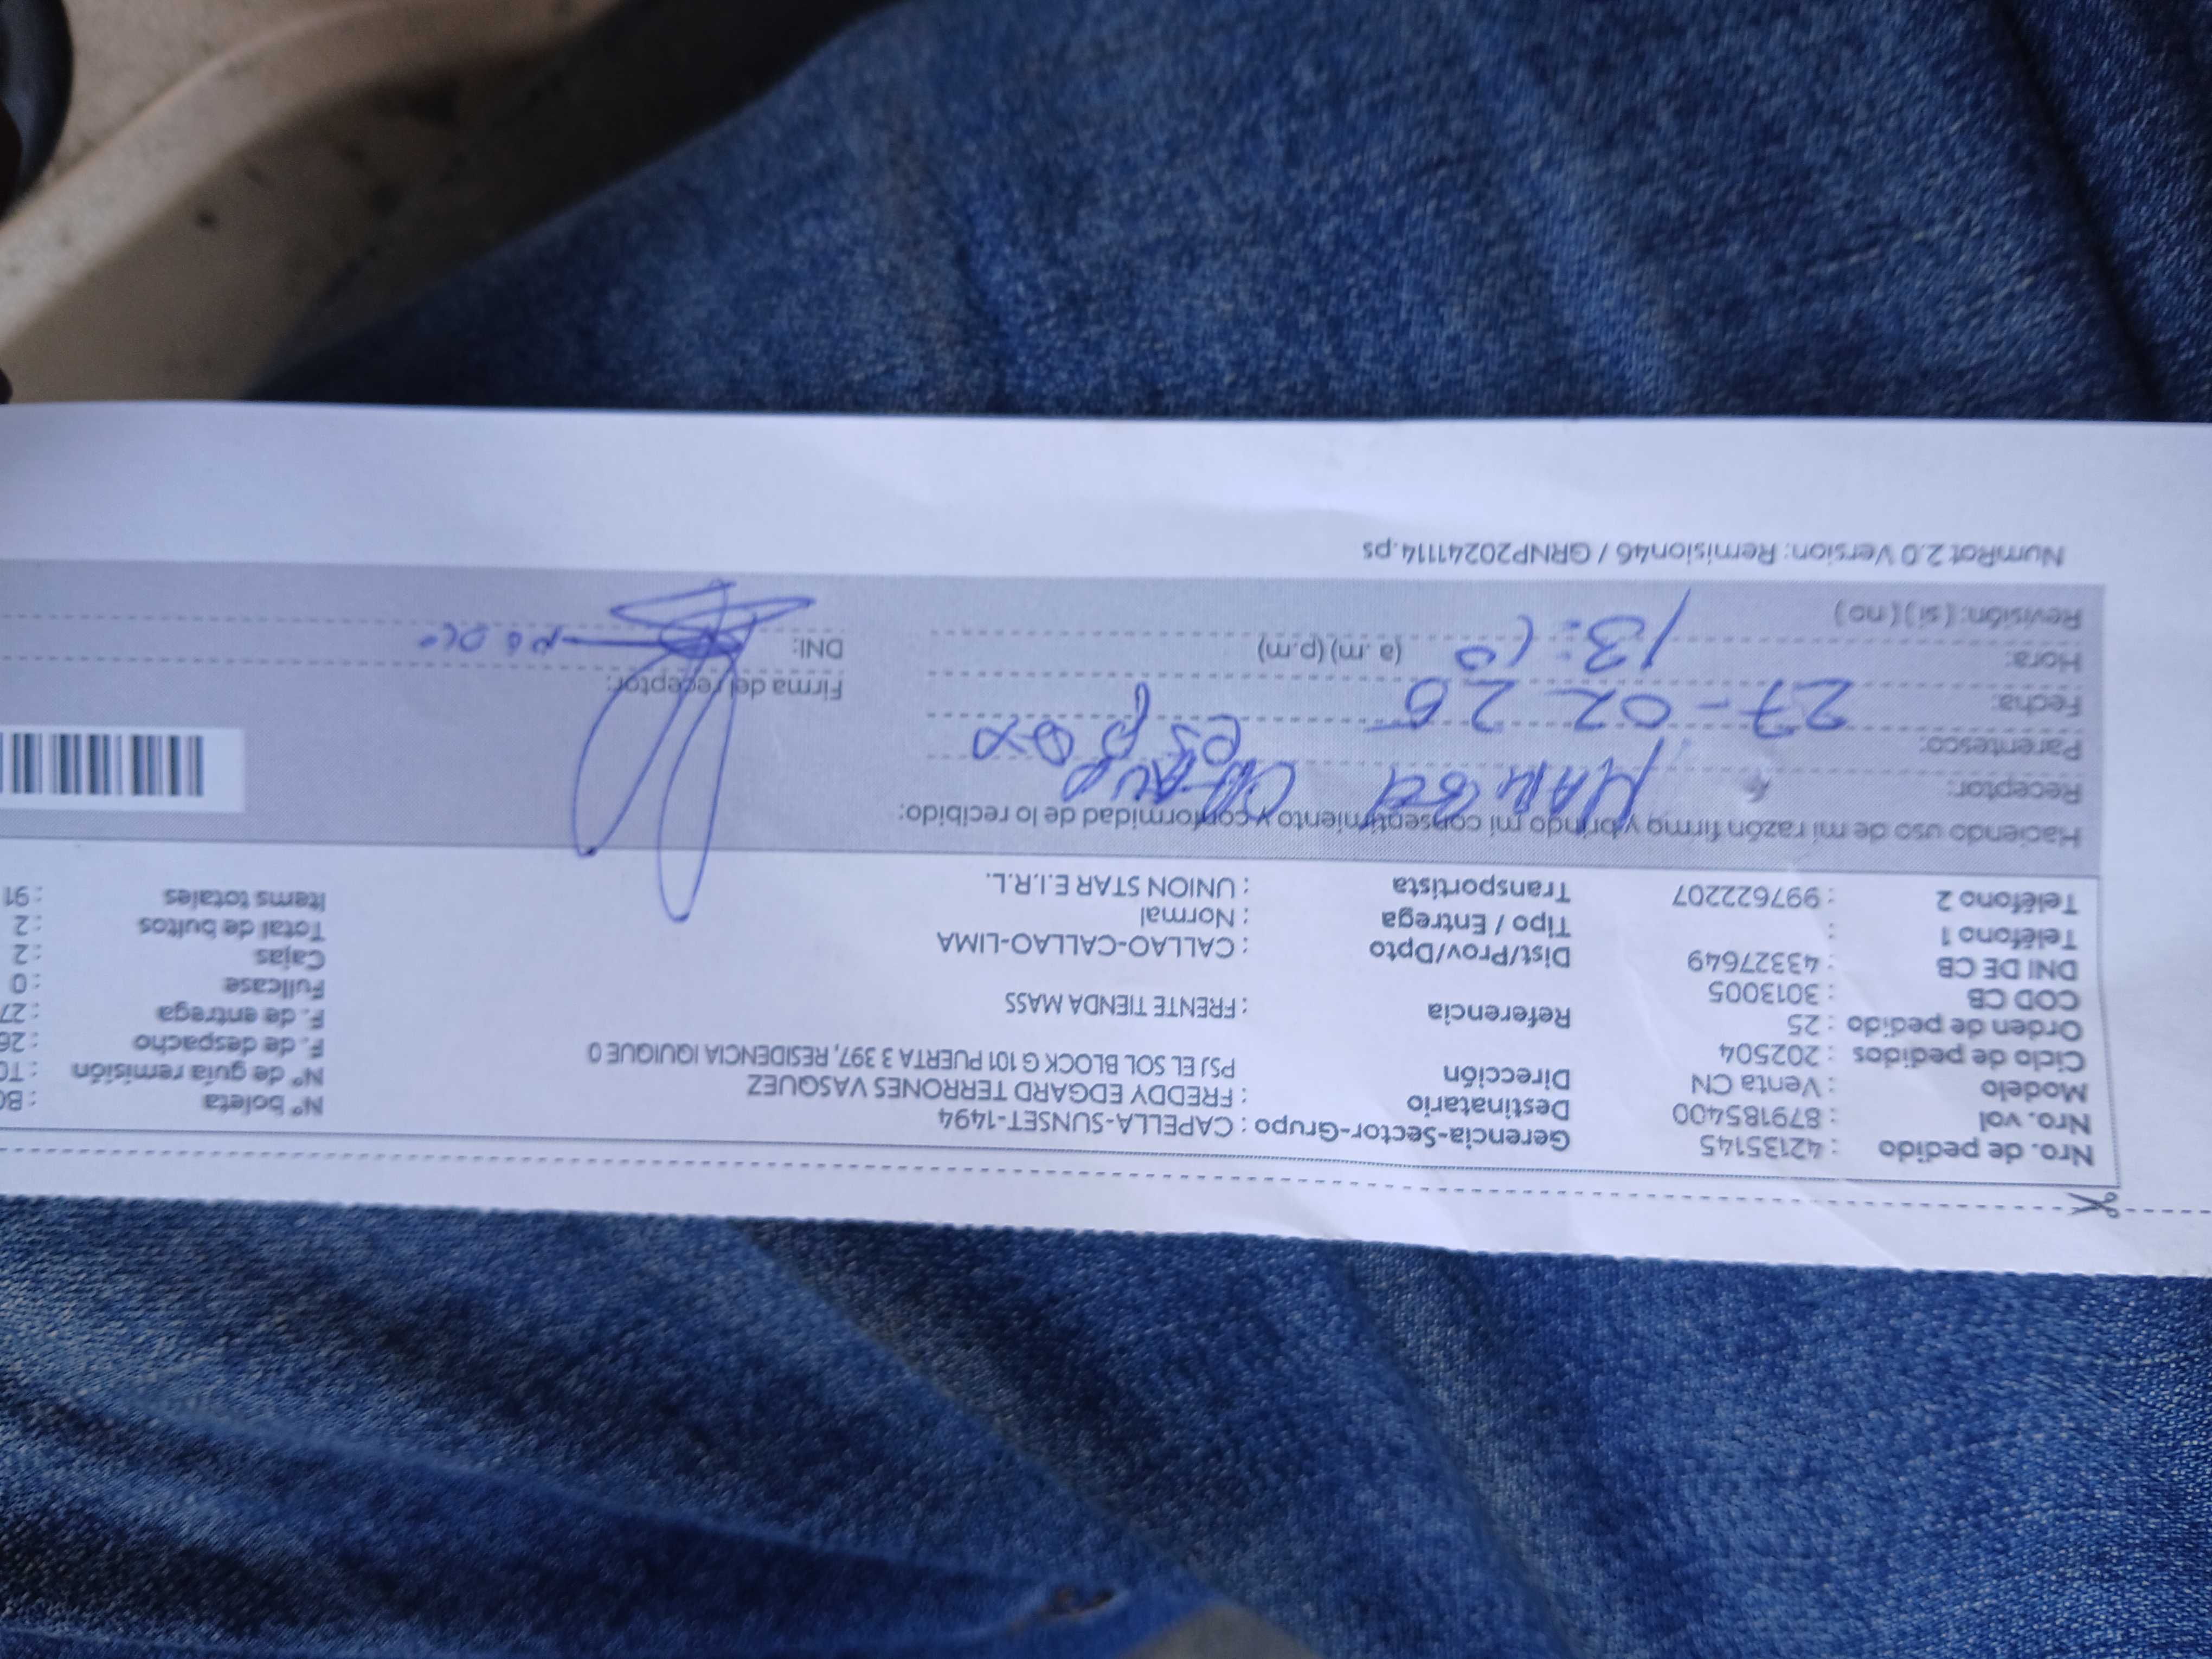 Nro. de pedido : 42135145 Gerencia-Sector-Grupo : CAPELLA-SUNSET-1494
Nro. vol : 879185400 Destinatario : FREDDY EDGARD TERRONES VASQUEZ Nº boleta : B0
Modelo : Venta CN Dirección PSJ EL SOL BLOCK G 101 PUERTA 3 397, RESIDENCIA IQUIQUE 0 Nº de guía remisión : T0
Ciclo de pedidos : 202504 F. de despacho : 26
Orden de pedido : 25 Referencia : FRENTE TIENDA MASS F. de entrega : 27
COD CB : 3013005 Fullcase : 0
DNI DE CB : 43327649 Dist/Prov/Dpto : CALLAO-CALLAO-LIMA Cajas : 2
Teléfono 1 : Tipo / Entrega : Normal Total de bultos : 2
Teléfono 2 : 997622207 Transportista : UNION STAR E.I.R.L. Items totales : 91
Haciendo uso de mi razón firmo y brindo mi consentimiento y conformidad de lo recibido:
Receptor:
Parentesco:
Fecha: 27-02 25 Firma del receptor:
Hora: 13:10 (a. m) (p.m) DNI:
Revisión: ( si ) ( no )
NumRot 2.0 Version: Remision46 / GRNP20241114.ps